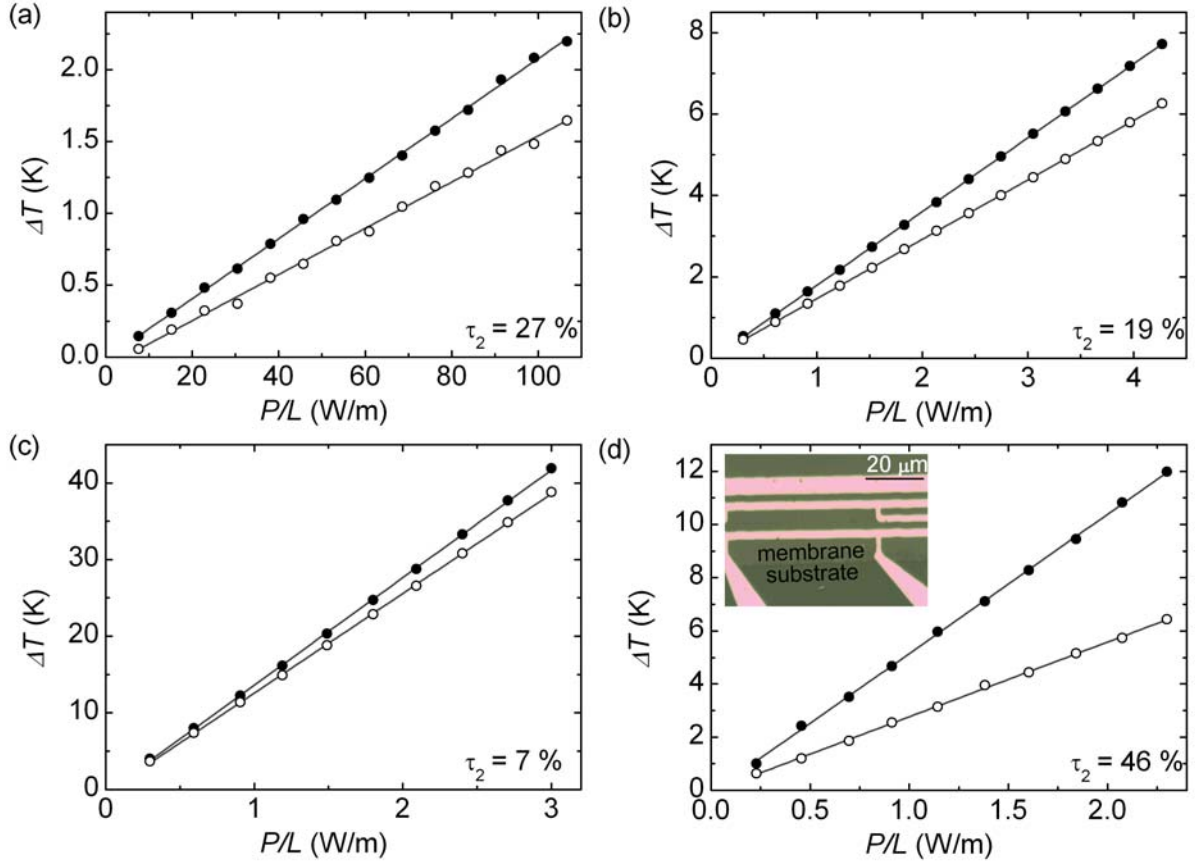 (a)
2.0
1.5
1.0
0.5
0.0
ΔT (K)
20 40 60 80 100
P/L (W/m)
τ2 = 27 %
(b)
8
6
4
2
0
ΔT (K)
0 1 2 3 4
P/L (W/m)
τ2 = 19 %
(c)
40
30
20
10
0
ΔT (K)
0 1 2 3
P/L (W/m)
τ2 = 7 %
(d)
12
10
8
6
4
2
0
ΔT (K)
20 µm
membrane
substrate
0.0 0.5 1.0 1.5 2.0
P/L (W/m)
τ2 = 46 %